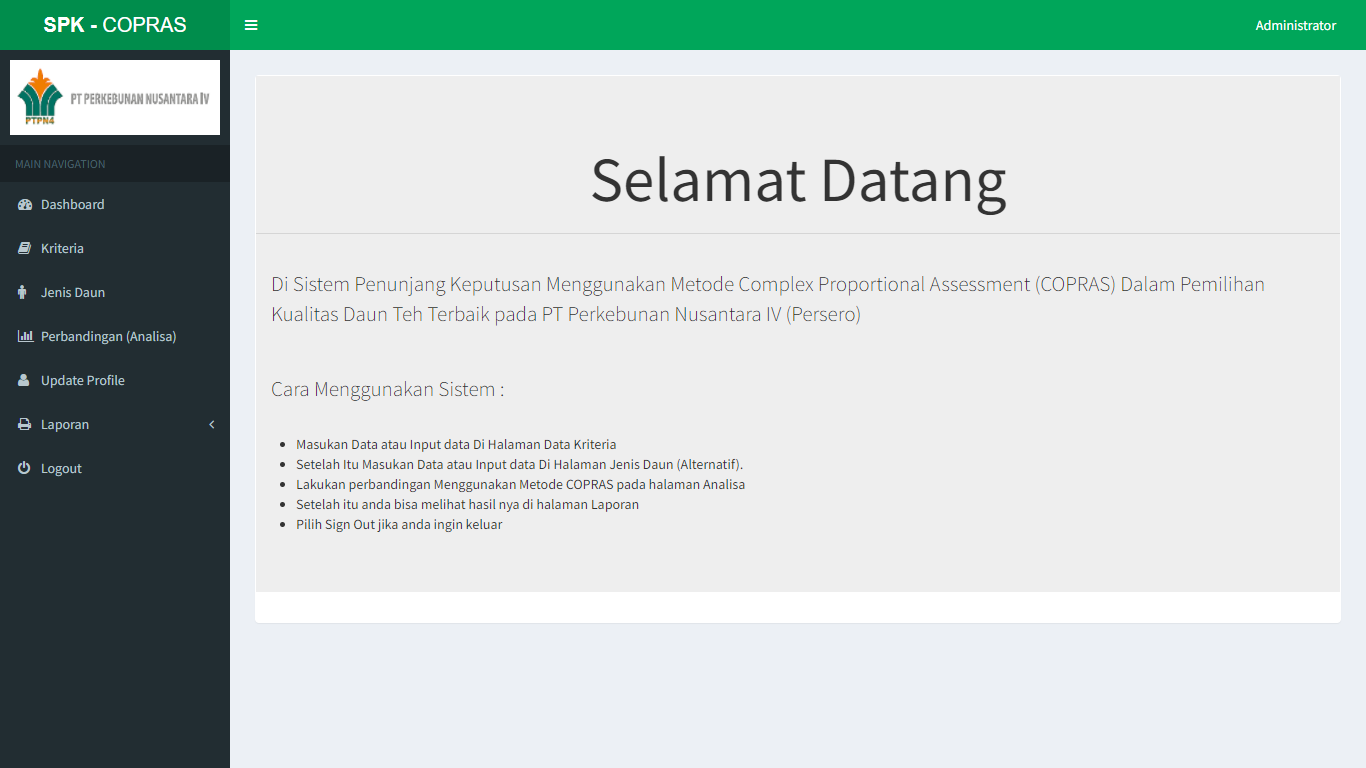 SPK - COPRAS
Administrator
PT PERKEBUNAN NUSANTARA IV
PTPN4
MAIN NAVIGATION
Dashboard
Kriteria
Jenis Daun
Perbandingan (Analisa)
Update Profile
Laporan
Logout
Selamat Datang
Di Sistem Penunjang Keputusan Menggunakan Metode Complex Proportional Assessment (COPRAS) Dalam Pemilihan
Kualitas Daun Teh Terbaik pada PT Perkebunan Nusantara IV (Persero)
Cara Menggunakan Sistem :
Masukan Data atau Input data Di Halaman Data Kriteria
Setelah Itu Masukan Data atau Input data Di Halaman Jenis Daun (Alternatif).
Lakukan perbandingan Menggunakan Metode COPRAS pada halaman Analisa
Setelah itu anda bisa melihat hasil nya di halaman Laporan
Pilih Sign Out jika anda ingin keluar